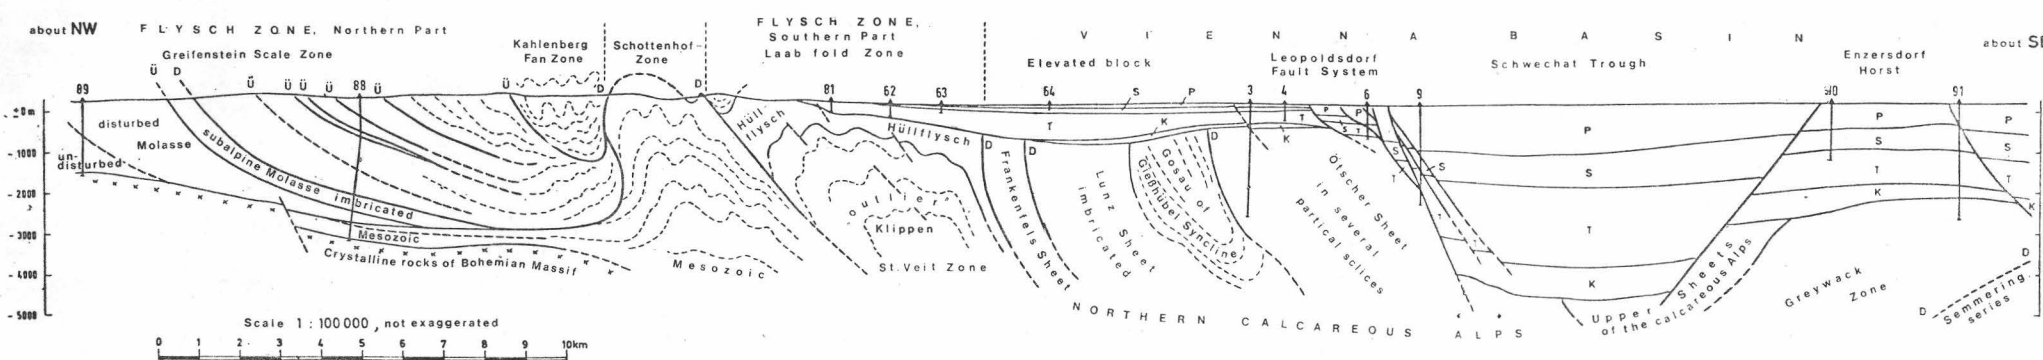 about NW
FLYSCH ZONE, Northern Part
Greifenstein Scale Zone
Kahlenberg
Fan Zone
Schottenhof-
Zone
FLYSCH ZONE,
Southern Part
Laab fold Zone
VIENNA BASIN
Elevated block
Leopoldsdorf
Fault System
Schwechat Trough
Enzersdorf
Horst
about SE
Ü D Ü Ü Ü Ü Ü D D
89 88 81 62 63 64 3 4 6 9 91
S P
±0m
-1000
-2000
-3000
-4000
-5000
disturbed
Molasse
un-
disturbed
subalpine Molasse imbricated
Mesozoic
Crystalline rocks of Bohemian Massif
Mesozoic
Hüllflysch
Hüllflysch
outlier
Klippen
St. Veit Zone
D D
Frankenfels Sheet
Lunz Sheet
imbricated
T K
D
Gosau of
Gießhübel Syncline
T K
Ötscher Sheet
in several
partical sclices
P
S T
P
S
T
S
T
T
P
S
T
K
Upper Sheets
of the calcareous Alps
P
S
T
K
P
S
T
K
Greywack
Zone
D
D
Semmering
series
NORTHERN CALCAREOUS ALPS
Scale 1 : 100 000, not exaggerated
0 1 2 3 4 5 6 7 8 9 10km